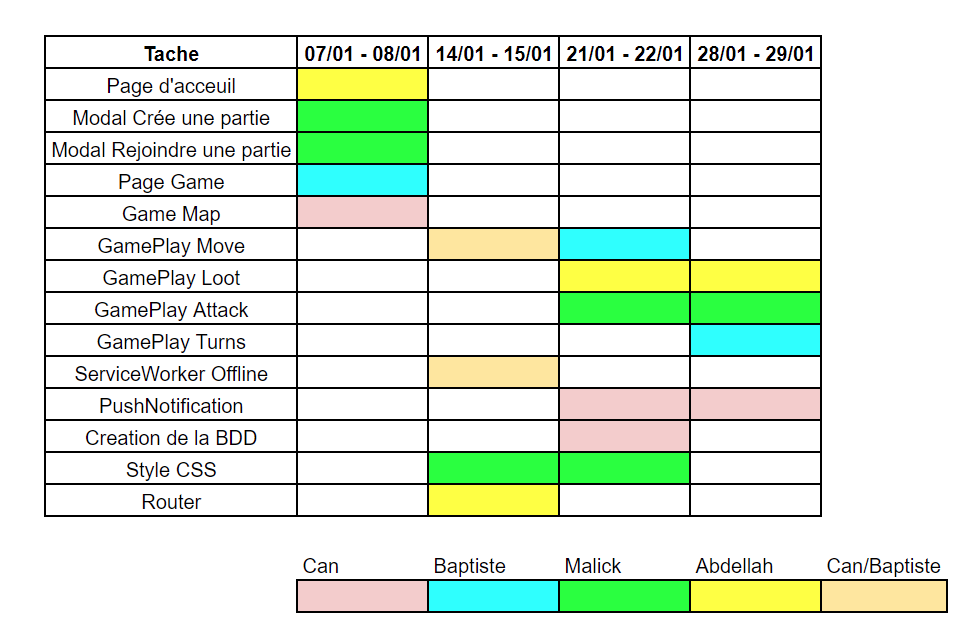 Tache 07/01 - 08/01 14/01 - 15/01 21/01 - 22/01 28/01 - 29/01
Page d'acceuil
Modal Crée une partie
Modal Rejoindre une partie
Page Game
Game Map
GamePlay Move
GamePlay Loot
GamePlay Attack
GamePlay Turns
ServiceWorker Offline
PushNotification
Creation de la BDD
Style CSS
Router
Can Baptiste Malick Abdellah Can/Baptiste